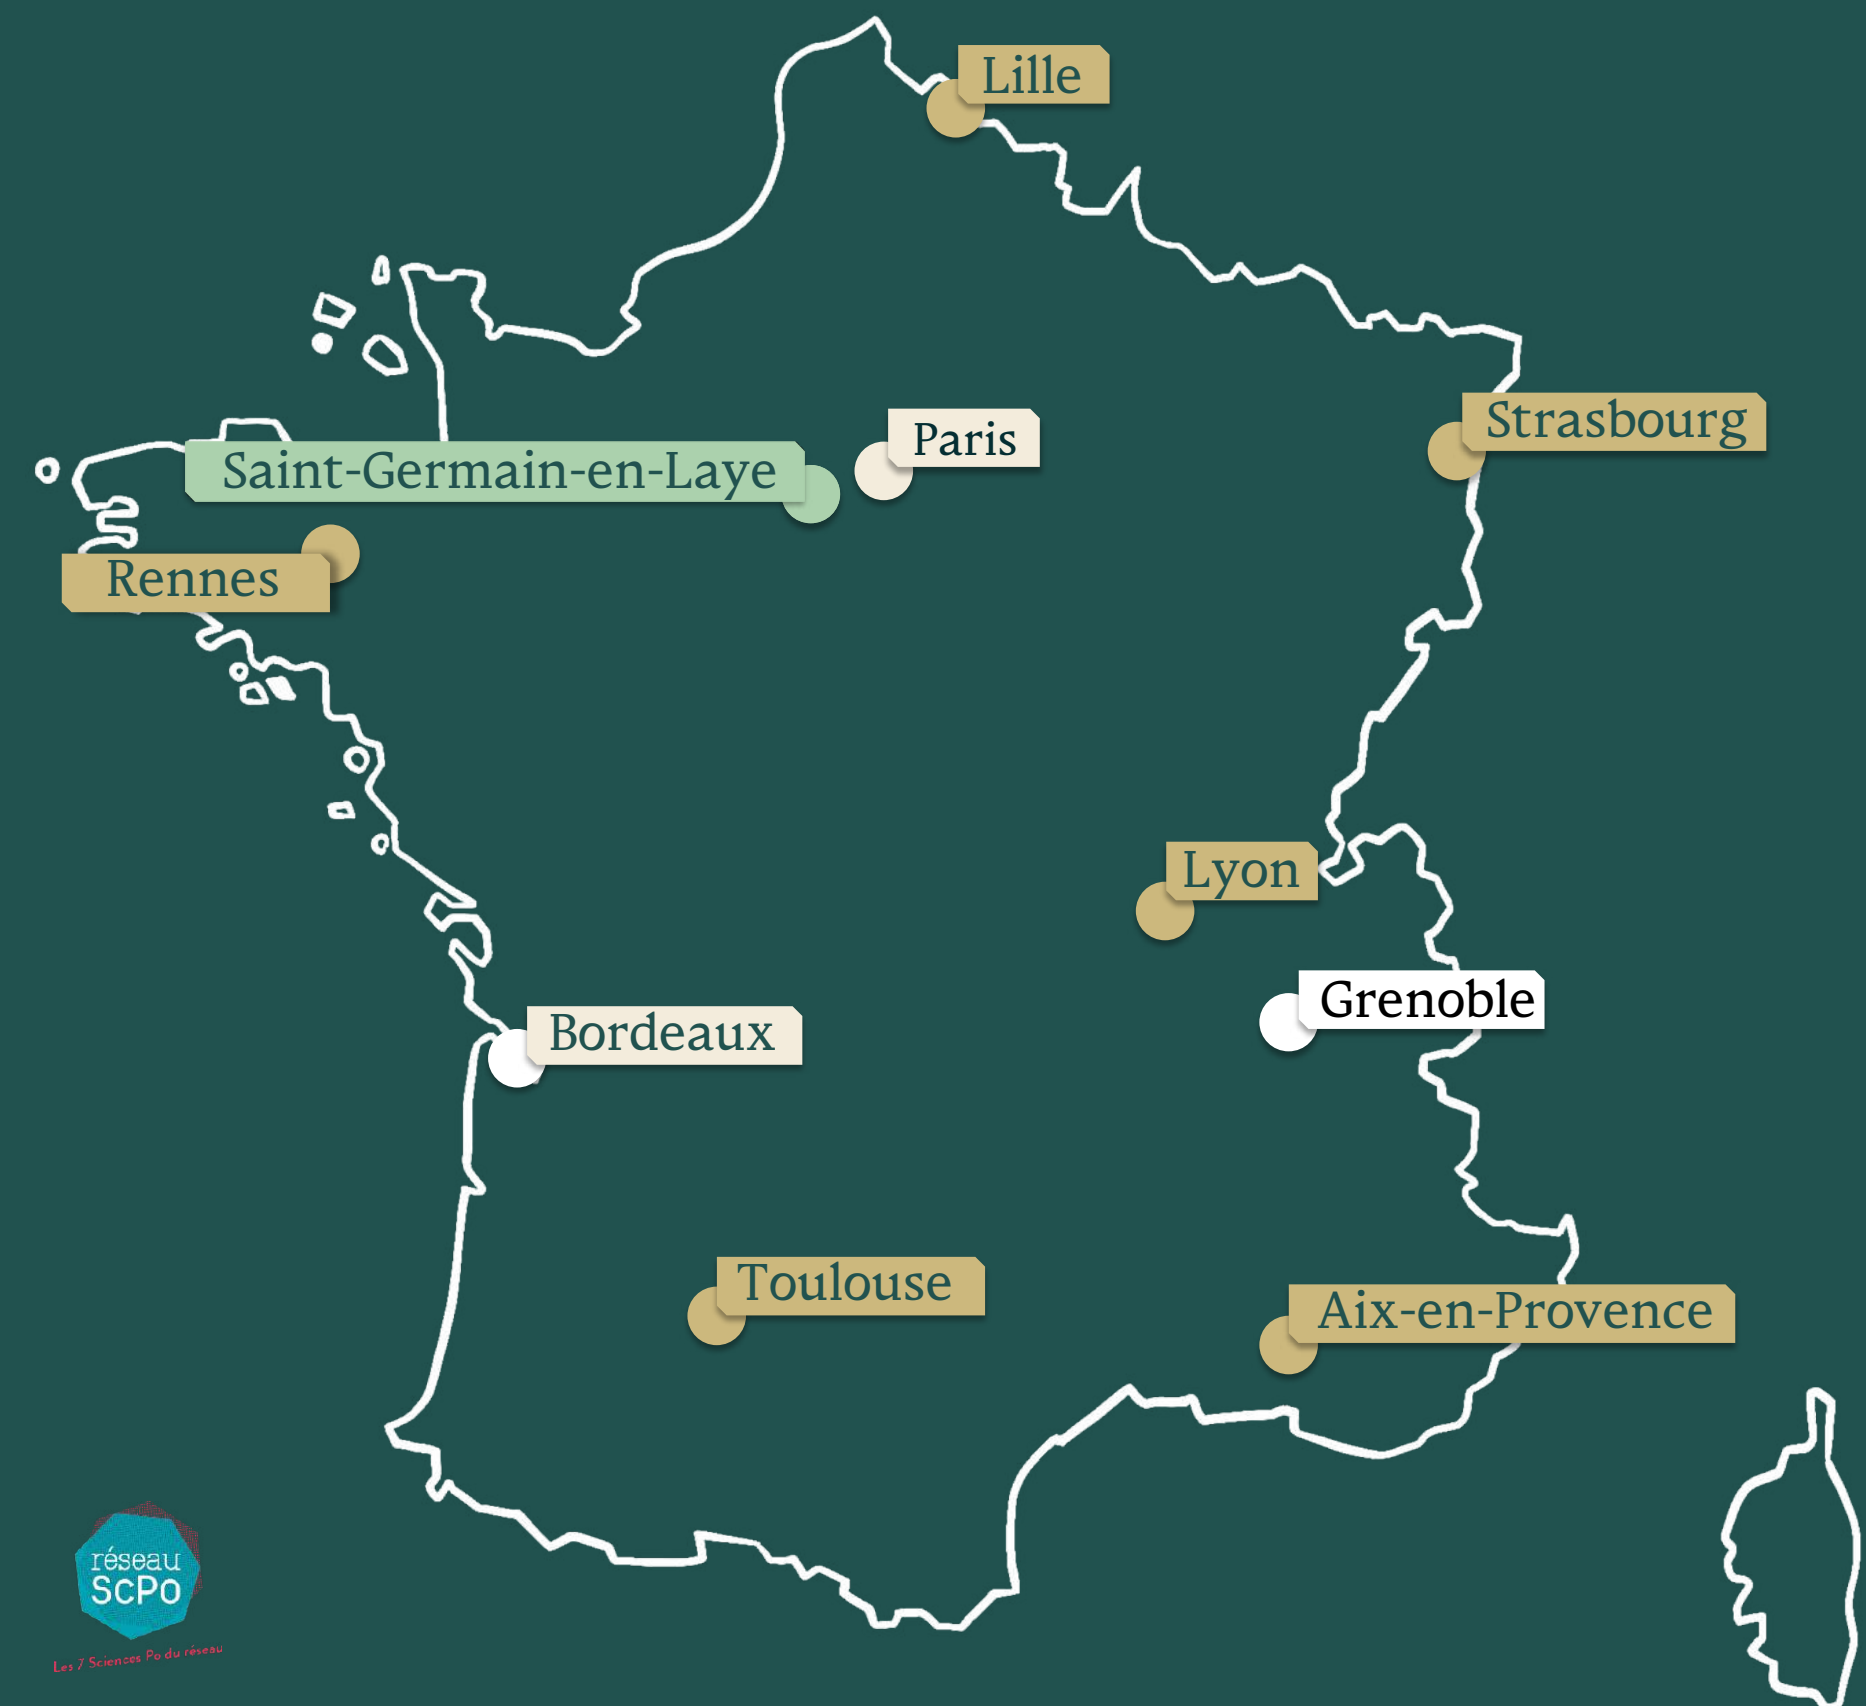 Lille
Strasbourg
Paris
Saint-Germain-en-Laye
Rennes
Lyon
Grenoble
Bordeaux
Toulouse
Aix-en-Provence
réseau
ScPo
Les 7 Sciences Po du réseau